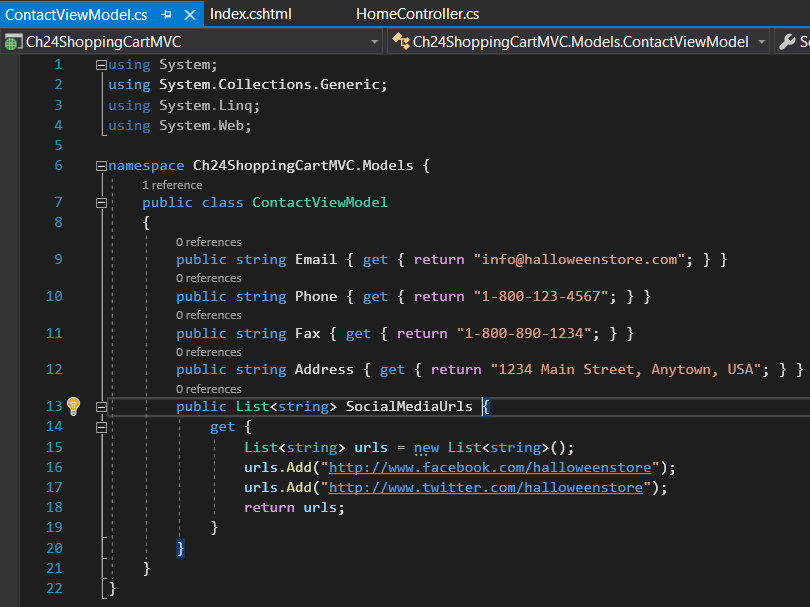 ContactViewModel.cs Index.cshtml HomeController.cs
Ch24ShoppingCartMVC Ch24ShoppingCartMVC.Models.ContactViewModel S
1 using System;
2 using System.Collections.Generic;
3 using System.Linq;
4 using System.Web;
5
6 namespace Ch24ShoppingCartMVC.Models {
1 reference
7 public class ContactViewModel
8 {
0 references
9 public string Email { get { return "info@halloweenstore.com"; } }
0 references
10 public string Phone { get { return "1-800-123-4567"; } }
0 references
11 public string Fax { get { return "1-800-890-1234"; } }
0 references
12 public string Address { get { return "1234 Main Street, Anytown, USA"; } }
0 references
13 public List<string> SocialMediaUrls {
14 get {
15 List<string> urls = new List<string>();
16 urls.Add("http://www.facebook.com/halloweenstore");
17 urls.Add("http://www.twitter.com/halloweenstore");
18 return urls;
19 }
20 }
21 }
22 }